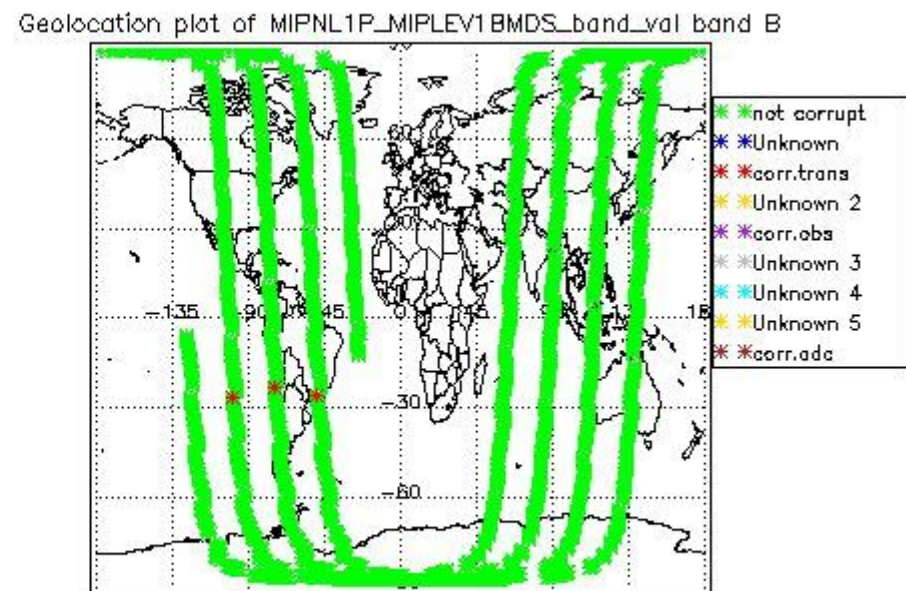 Geolocation plot of MIPNL1P_MIPLEV1BMDS_band_val band B
not corrupt
Unknown
corr.trans
Unknown 2
corr.obs
Unknown 3
Unknown 4
Unknown 5
corr.adc
60
-135
-90
-45
0
45
-30
-60